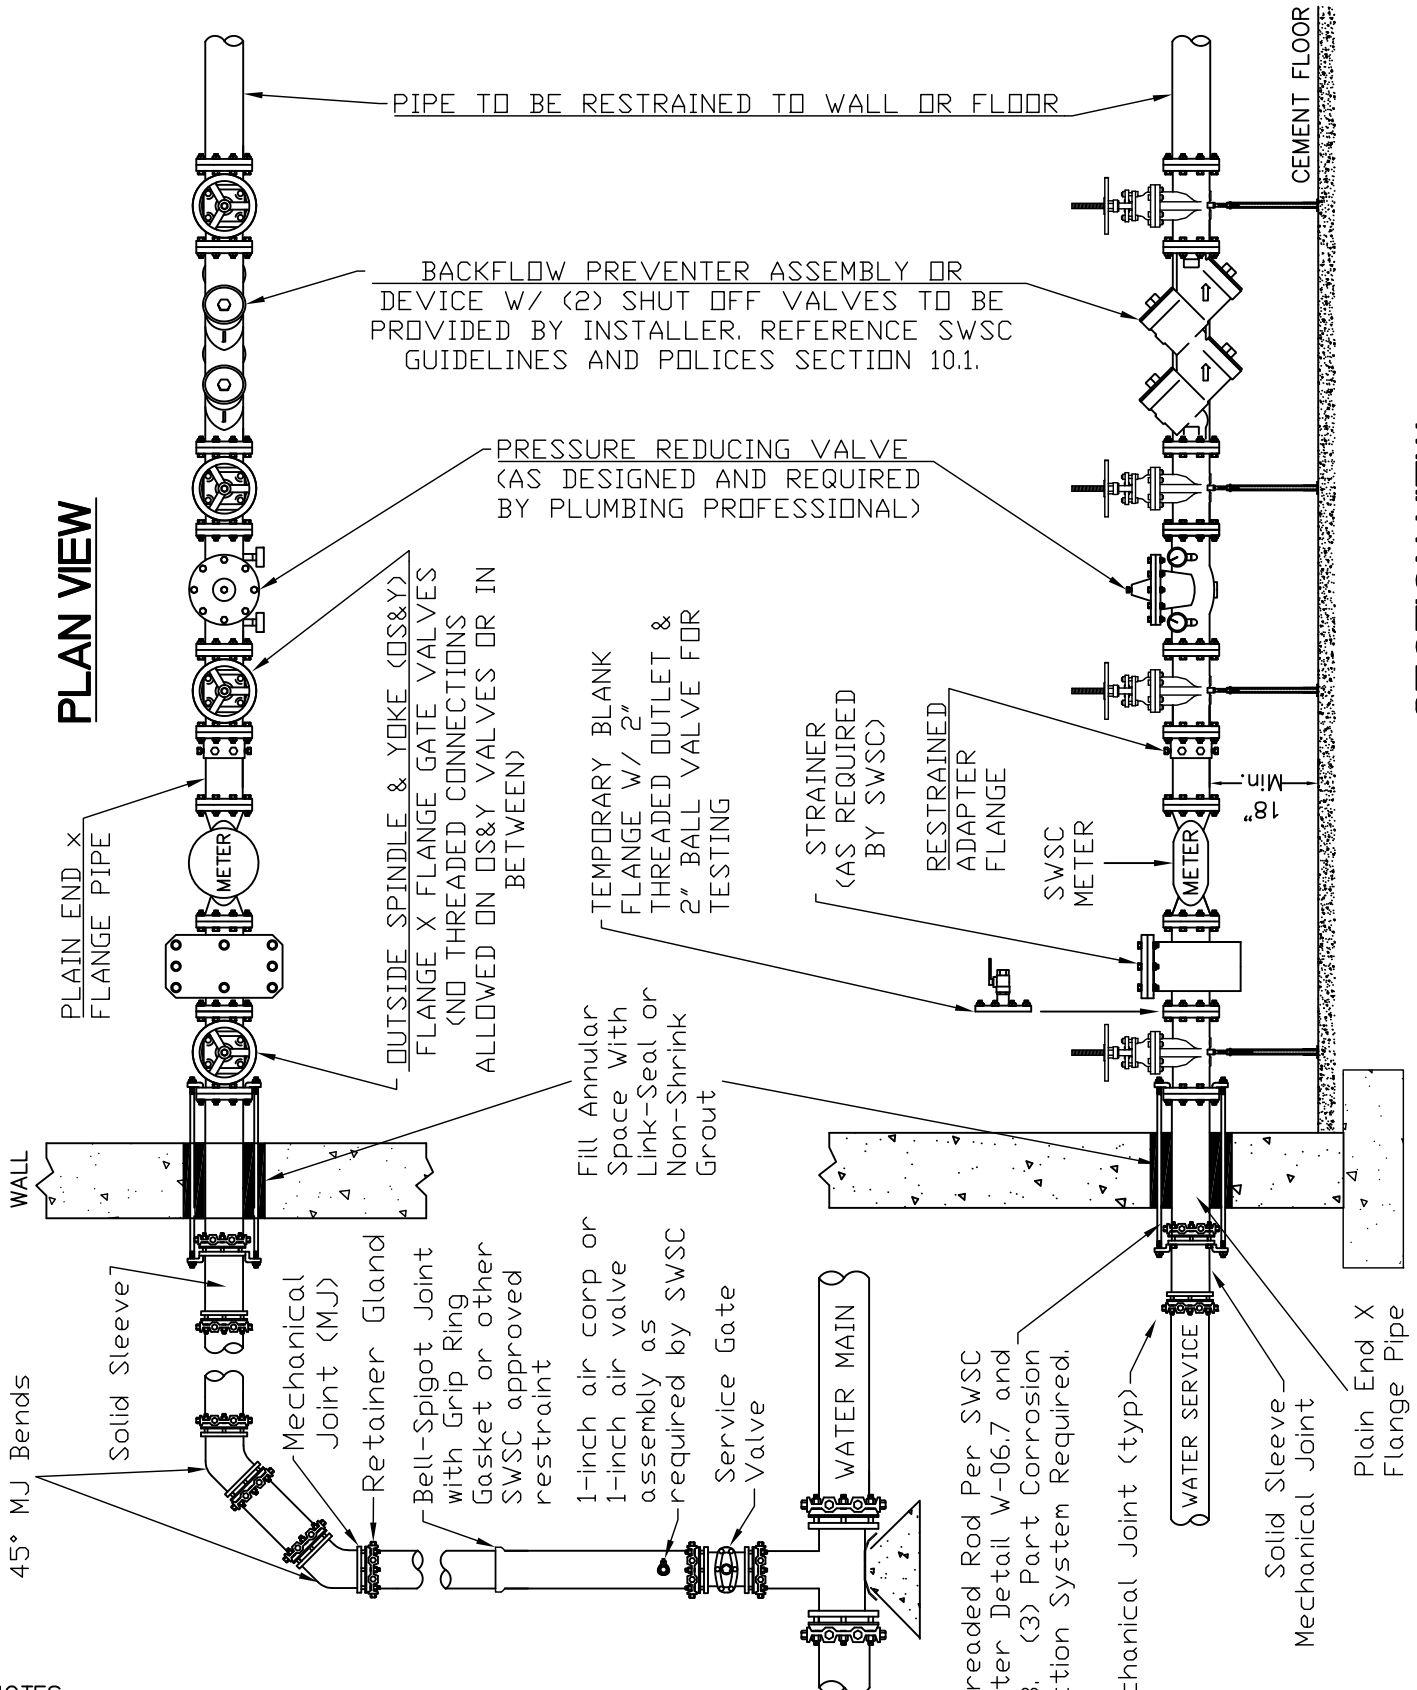 PLAN VIEW
PIPE TO BE RESTRAINED TO WALL OR FLOOR
BACKFLOW PREVENTER ASSEMBLY OR
DEVICE W/ (2) SHUT OFF VALVES TO BE
PROVIDED BY INSTALLER. REFERENCE SWSC
GUIDELINES AND POLICES SECTION 10.1.
PRESSURE REDUCING VALVE
(AS DESIGNED AND REQUIRED
BY PLUMBING PROFESSIONAL)
PLAIN END x
FLANGE PIPE
METER
OUTSIDE SPINDLE & YOKE (OS&Y)
FLANGE X FLANGE GATE VALVES
(NO THREADED CONNECTIONS
ALLOWED ON OS&Y VALVES OR IN
BETWEEN)
TEMPORARY BLANK
FLANGE W/ 2"
THREADED OUTLET &
2" BALL VALVE FOR
TESTING
STRAINER
(AS REQUIRED
BY SWSC)
RESTRAINED
ADAPTER
FLANGE
SWSC
METER
METER
18"
Min.
CEMENT FLOOR
WALL
Fill Annular
Space With
Link-Seal or
Non-Shrink
Grout
45° MJ Bends
Solid Sleeve
Mechanical
Joint (MJ)
Retainer Gland
Bell-Spigot Joint
with Grip Ring
Gasket or other
SWSC approved
restraint
1-inch air corp or
1-inch air valve
assembly as
required by SWSC
Service Gate
Valve
WATER MAIN
readed Rod Per SWSC
ter Detail W-06.7 and
(3) Part Corrosion
tion System Required.
chanical Joint (typ)
WATER SERVICE
Solid Sleeve
Mechanical Joint
Plain End X
Flange Pipe